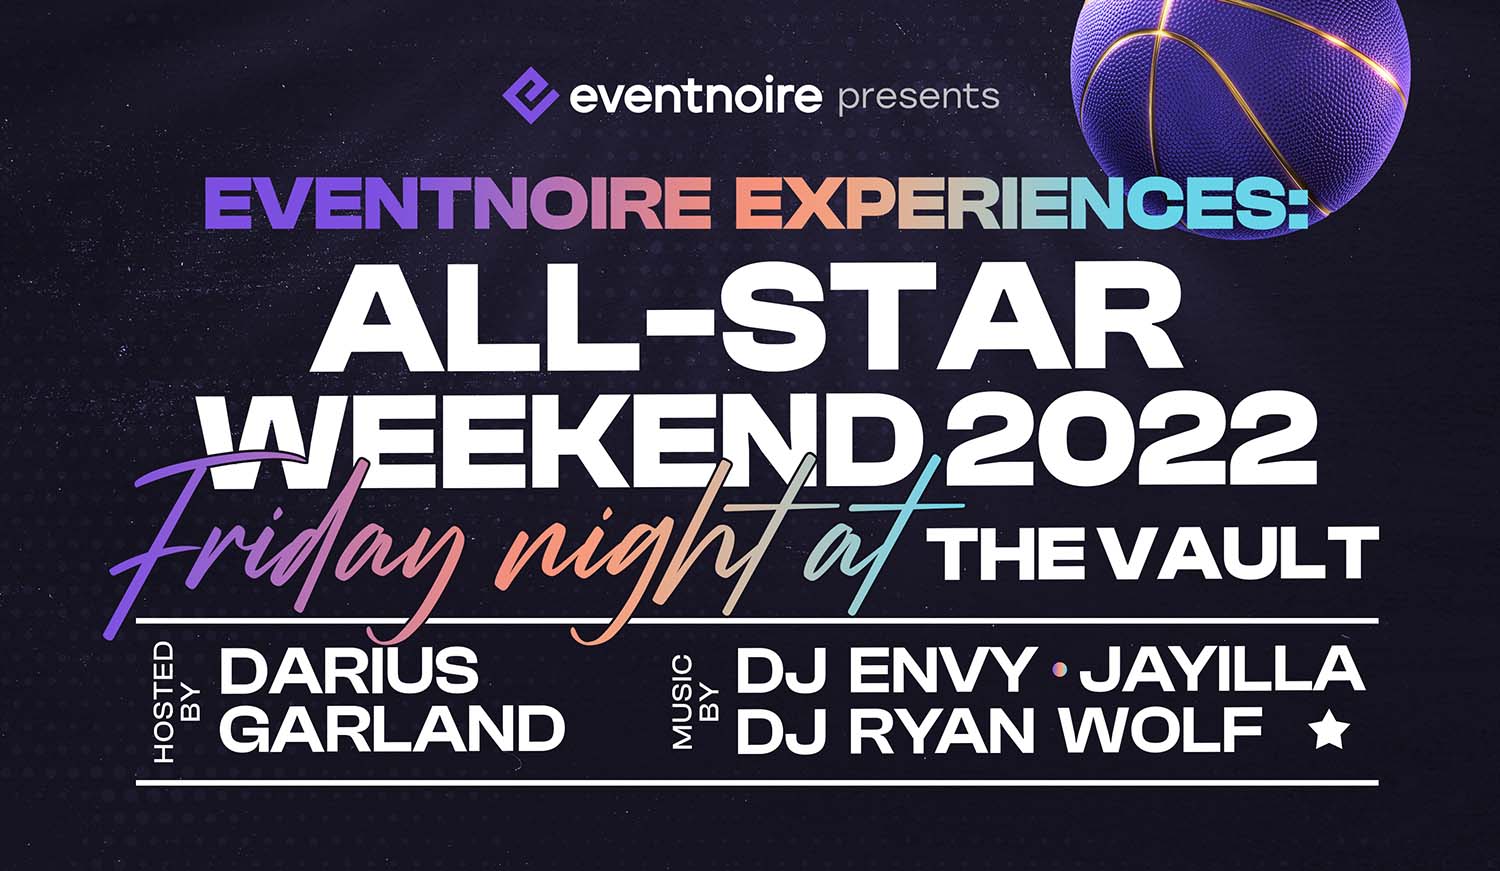 eventnoire presents
EVENTNOIRE EXPERIENCES:
ALL-STAR
WEEKEND 2022
Friday night at THE VAULT
HOSTED BY
DARIUS
GARLAND
MUSIC BY
DJ ENVY • JAYILLA
DJ RYAN WOLF